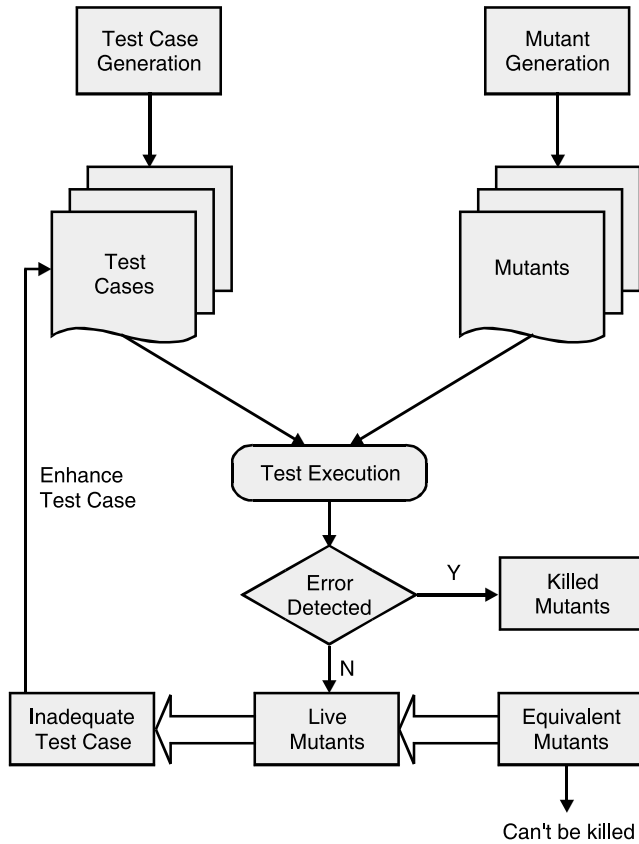 Test Case
Generation
Mutant
Generation
Test
Cases
Mutants
Enhance
Test Case
Test Execution
Error
Detected
Y
Killed
Mutants
N
Inadequate
Test Case
Live
Mutants
Equivalent
Mutants
Can't be killed